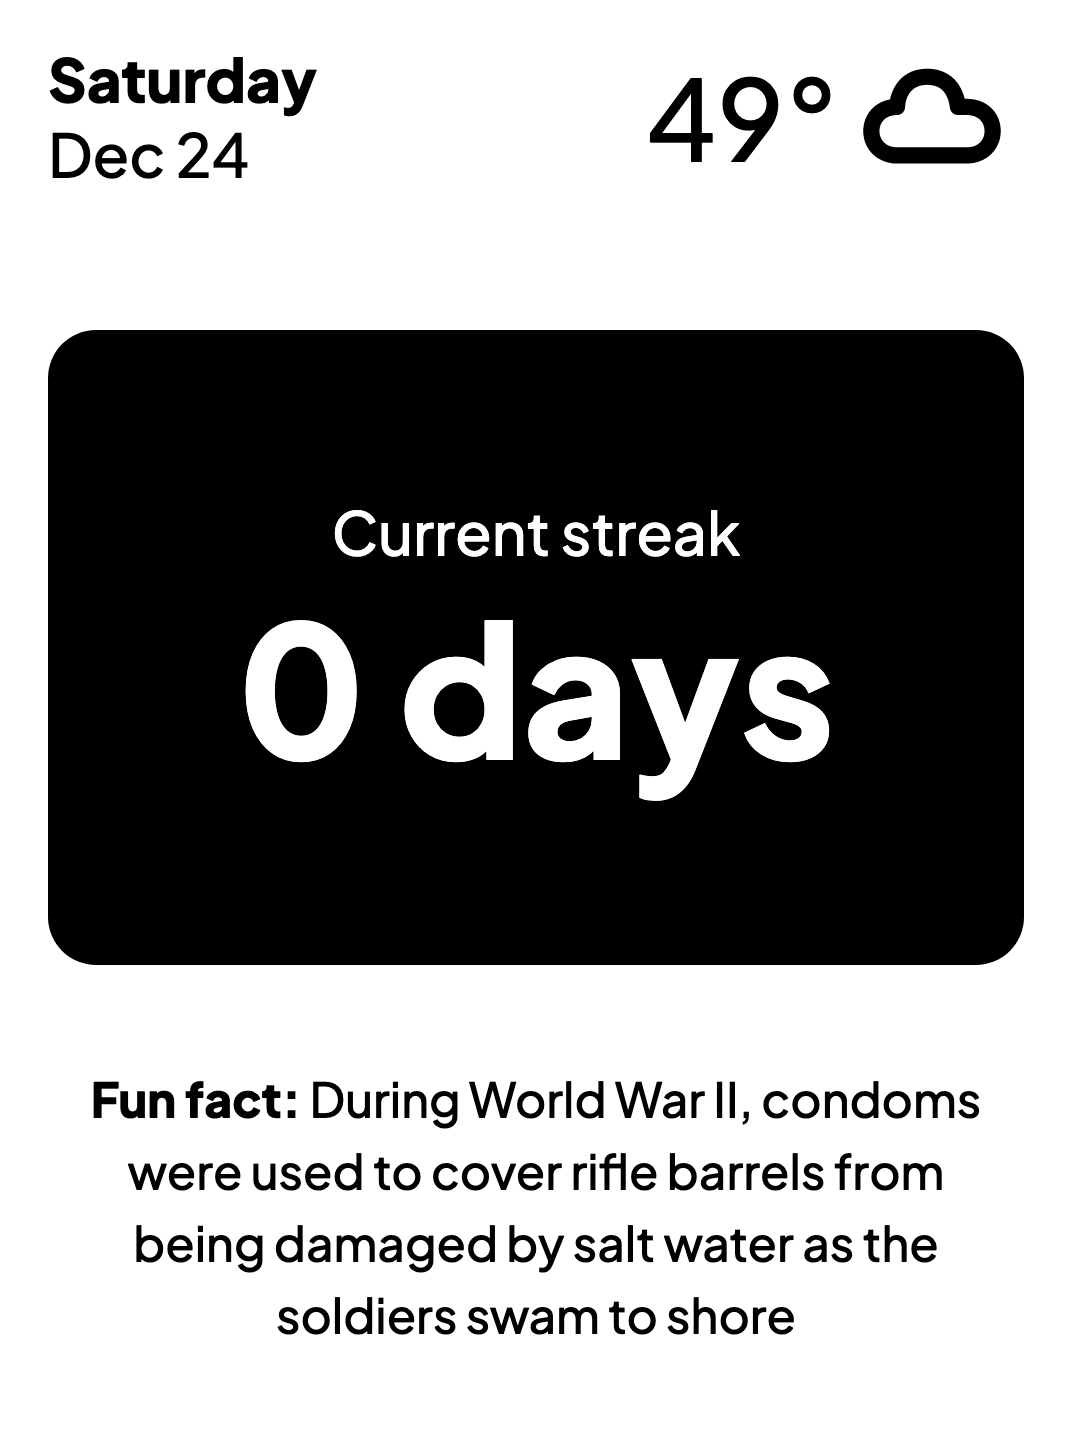 Saturday
Dec 24
49°
Current streak
0 days
Fun fact: During World War II, condoms
were used to cover rifle barrels from
being damaged by salt water as the
soldiers swam to shore